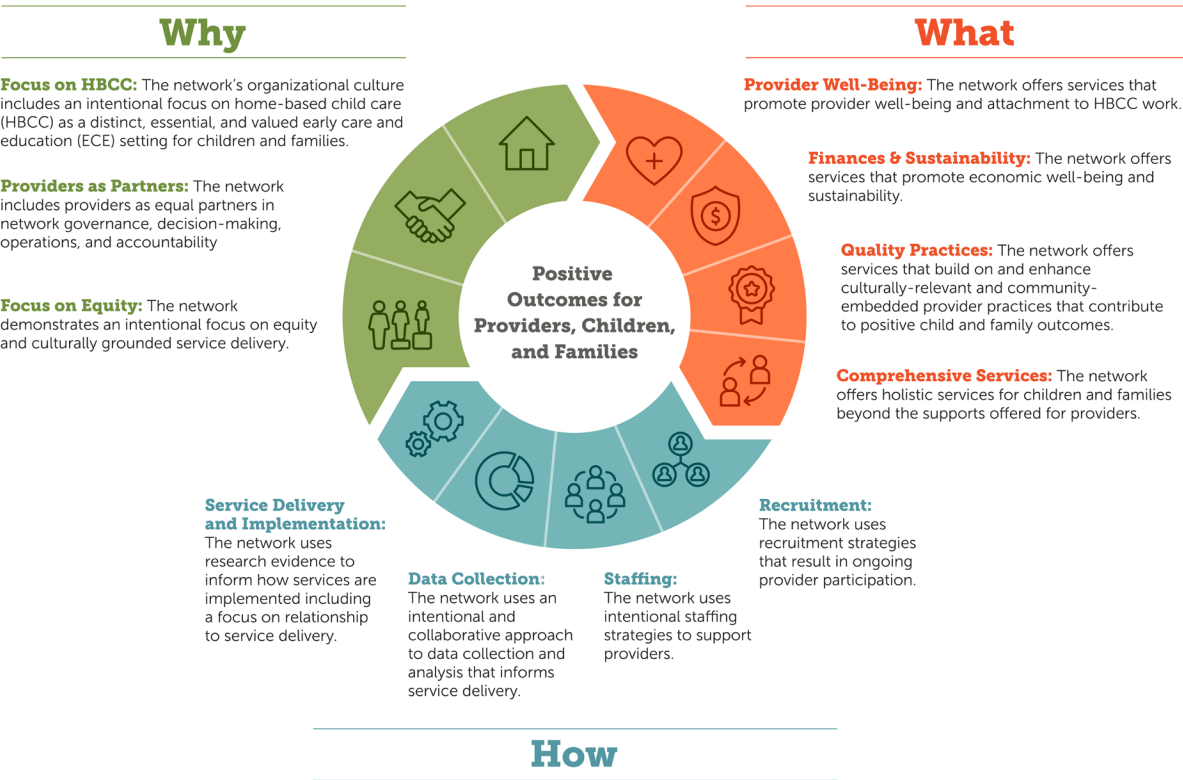 Why
Focus on HBCC: The network's organizational culture
includes an intentional focus on home-based child care
(HBCC) as a distinct, essential, and valued early care and
education (ECE) setting for children and families.
Providers as Partners: The network
includes providers as equal partners in
network governance, decision-making,
operations, and accountability
Focus on Equity: The network
demonstrates an intentional focus on equity
and culturally grounded service delivery.
What
Provider Well-Being: The network offers services that
promote provider well-being and attachment to HBCC work.
Finances & Sustainability: The network offers
services that promote economic well-being and
sustainability.
Quality Practices: The network offers
services that build on and enhance
culturally-relevant and community-
embedded provider practices that contribute
to positive child and family outcomes.
Comprehensive Services: The network
offers holistic services for children and families
beyond the supports offered for providers.
$
Positive
Outcomes for
Providers, Children,
and Families
Service Delivery
and Implementation:
The network uses
research evidence to
inform how services are
implemented including
a focus on relationship
to service delivery.
Data Collection:
The network uses an
intentional and
collaborative approach
to data collection and
analysis that informs
service delivery.
Staffing:
The network uses
intentional staffing
strategies to support
providers.
Recruitment:
The network uses
recruitment strategies
that result in ongoing
provider participation.
How